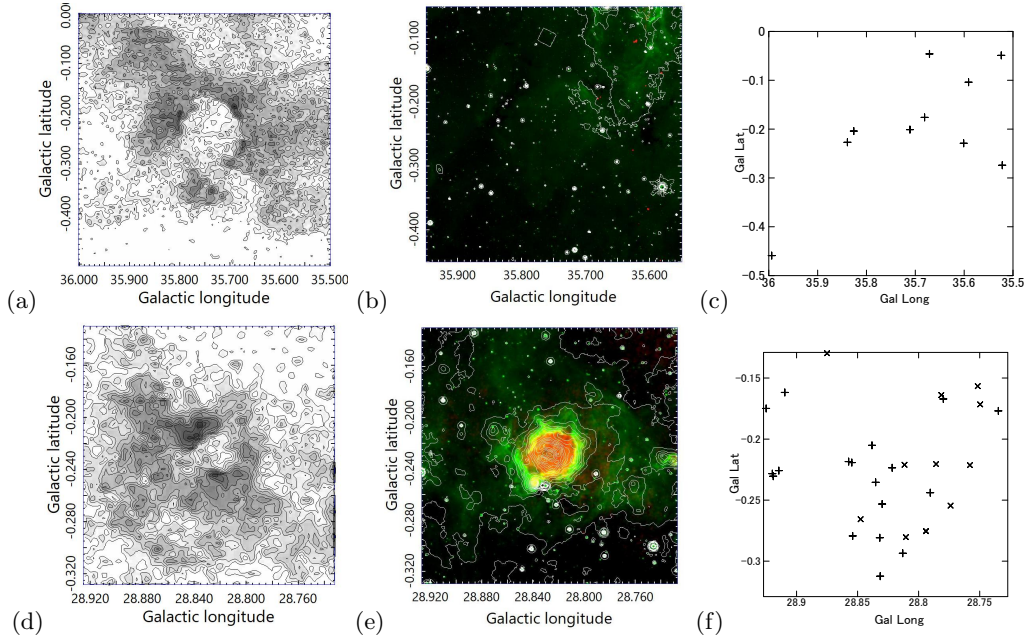 0.000
-0.100
-0.200
-0.300
-0.400
Galactic latitude
36.000 35.900 35.800 35.700 35.600 35.500
Galactic longitude
(a)
-0.100
-0.200
-0.300
-0.400
Galactic latitude
35.900 35.800 35.700 35.600
Galactic longitude
(b)
0
−0.1
−0.2
−0.3
−0.4
−0.5
Gal Lat
36 35.9 35.8 35.7 35.6 35.5
Gal Long
(c)
-0.160
-0.200
-0.240
-0.280
-0.320
Galactic latitude
28.920 28.880 28.840 28.800 28.760
Galactic longitude
(d)
-0.160
-0.200
-0.240
-0.280
-0.320
Galactic latitude
28.920 28.880 28.840 28.800 28.760
Galactic longitude
(e)
−0.15
−0.2
−0.25
−0.3
Gal Lat
28.9 28.85 28.8 28.75
Gal Long
(f)